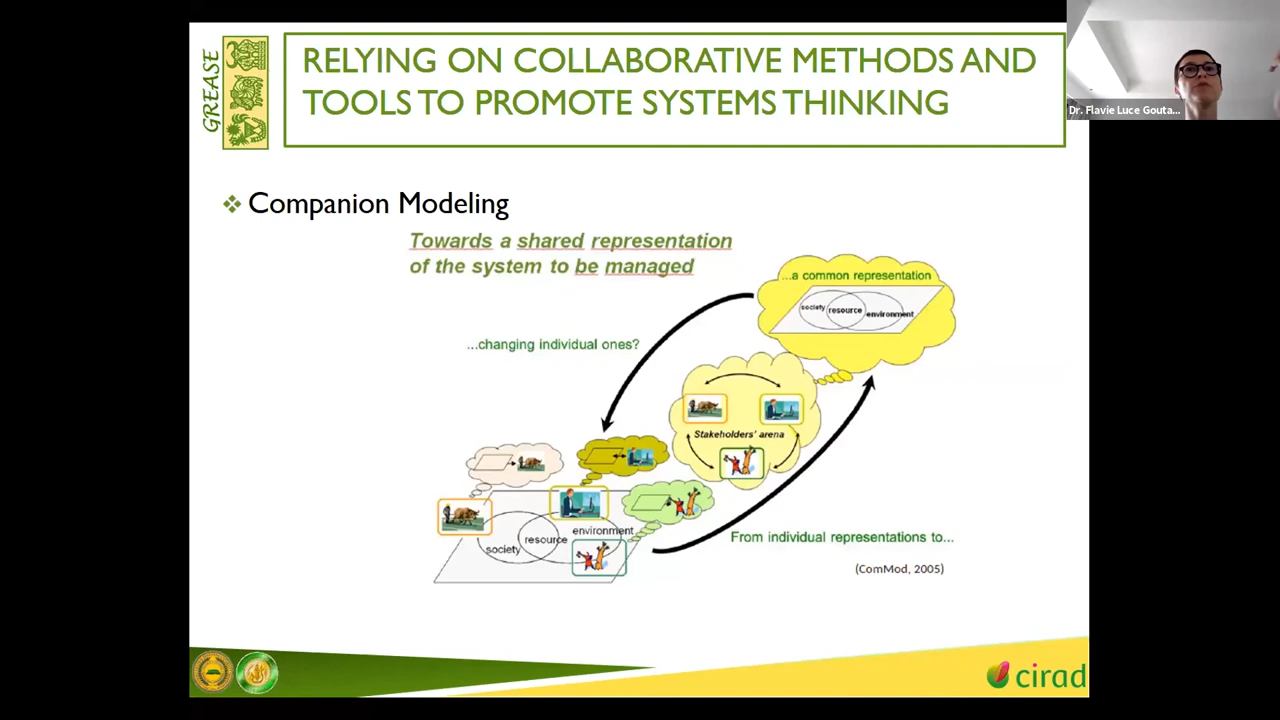 GREASE
RELYING ON COLLABORATIVE METHODS AND
TOOLS TO PROMOTE SYSTEMS THINKING
Dr. Flavie Luce Gouta...
Companion Modeling
Towards a shared representation
of the system to be managed
...a common representation
society
resource
environment
...changing individual ones?
Stakeholders' arena
environment
resource
society
From individual representations to...
(ComMod, 2005)
cirad